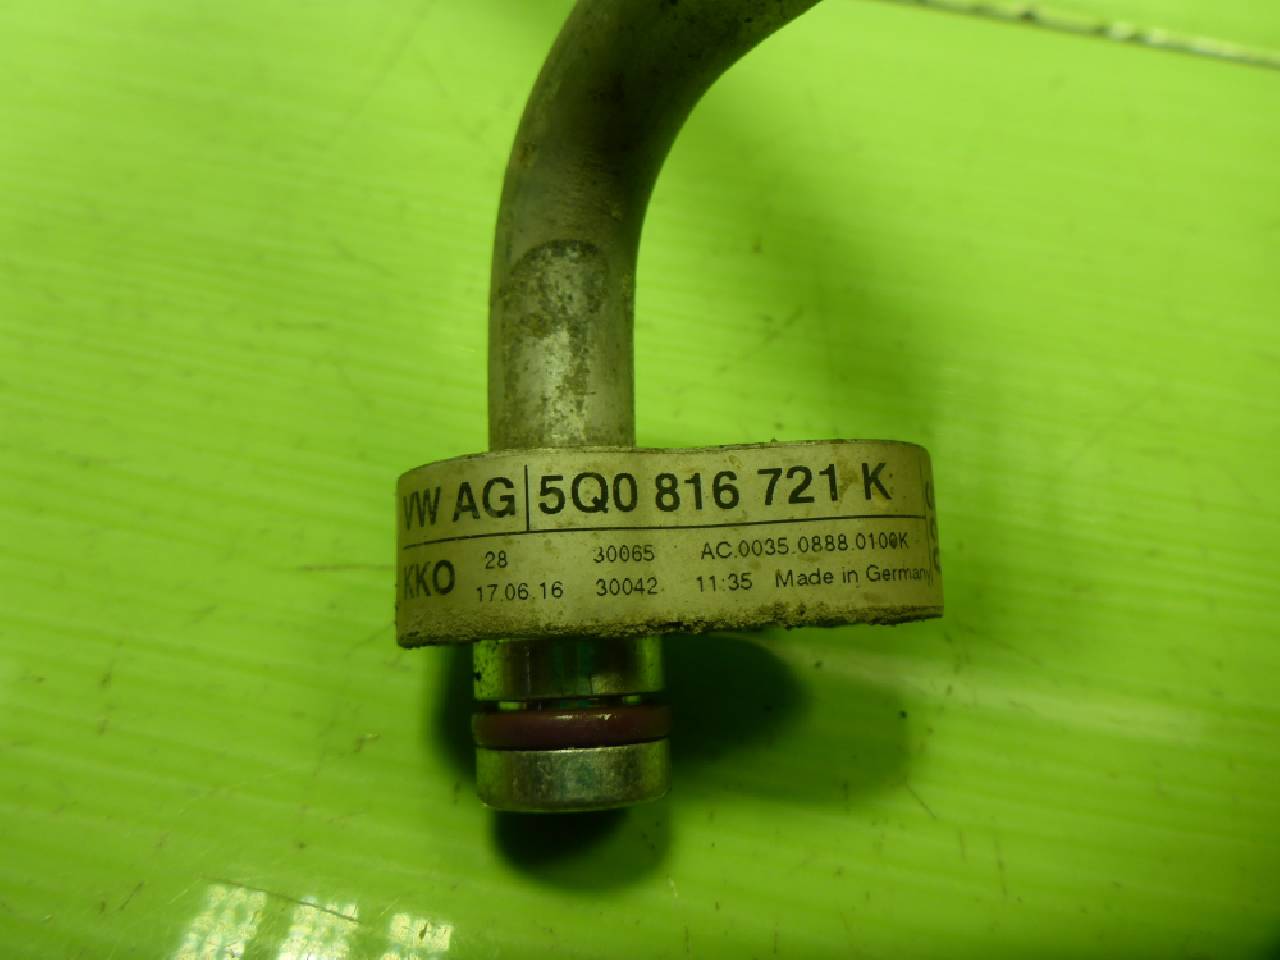 VW AG 5Q0 816 721 K
28 30065 AC.0035.0888.0100K
KKO 17.06.16 30042 11:35 Made in Germany